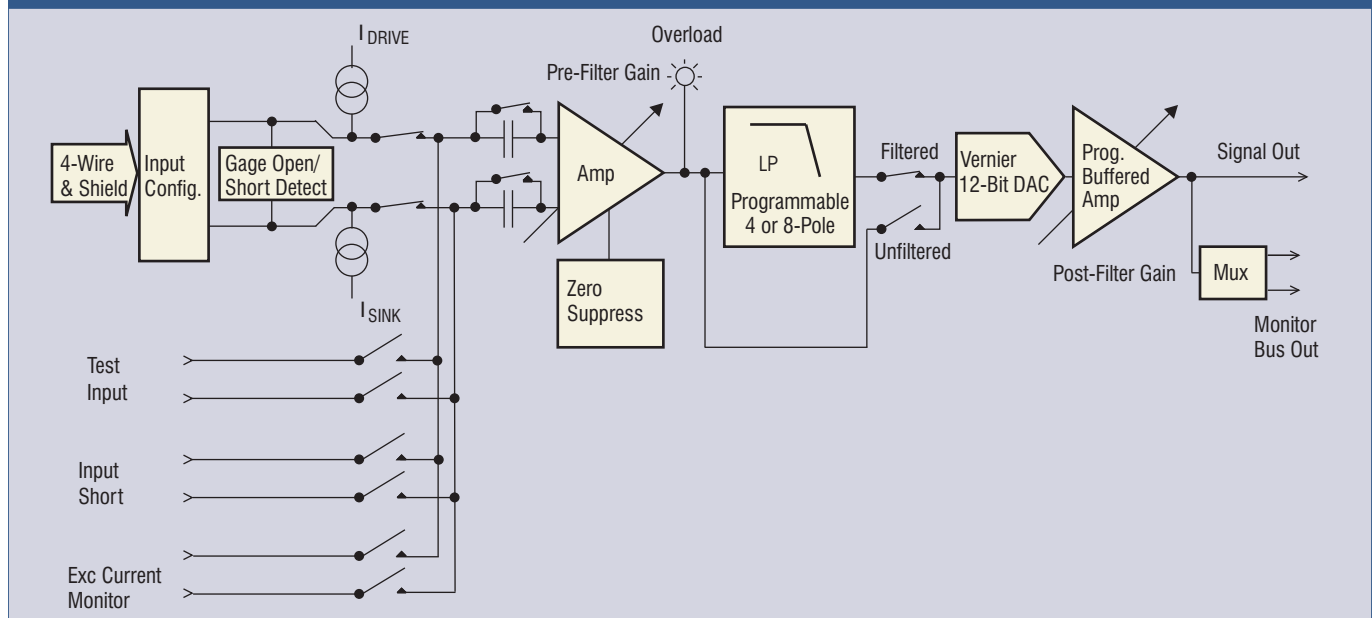 I DRIVE
Overload
Pre-Filter Gain
4-Wire
& Shield
Input
Config.
Gage Open/
Short Detect
I SINK
Amp
Zero
Suppress
LP
Programmable
4 or 8-Pole
Filtered
Unfiltered
Vernier
12-Bit DAC
Prog.
Buffered
Amp
Post-Filter Gain
Signal Out
Mux
Monitor
Bus Out
Test
Input
Input
Short
Exc Current
Monitor